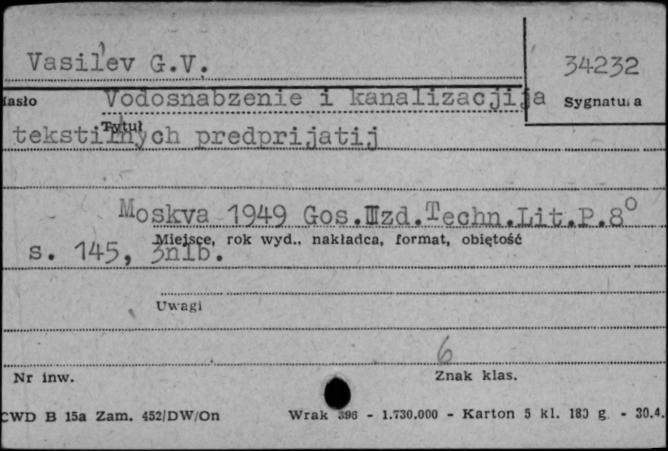 Vasil'ev G.V.
34232
Hasło
Vodosnabzenie i kanalizacjija
Sygnatura
Tytuł
tekstilnych predprijatij
Moskva 1949 Gos.Izd.Techn.Lit.P.8°
Miejsce, rok wyd., nakładca, format, objętość
s. 145, 3nlb.
Uwagi
6
Nr inw.
Znak klas.
CWD B 15a Zam. 452/DW/On
Wrak 396 - 1.730.000 - Karton 5 kl. 180 g. - 30.4.